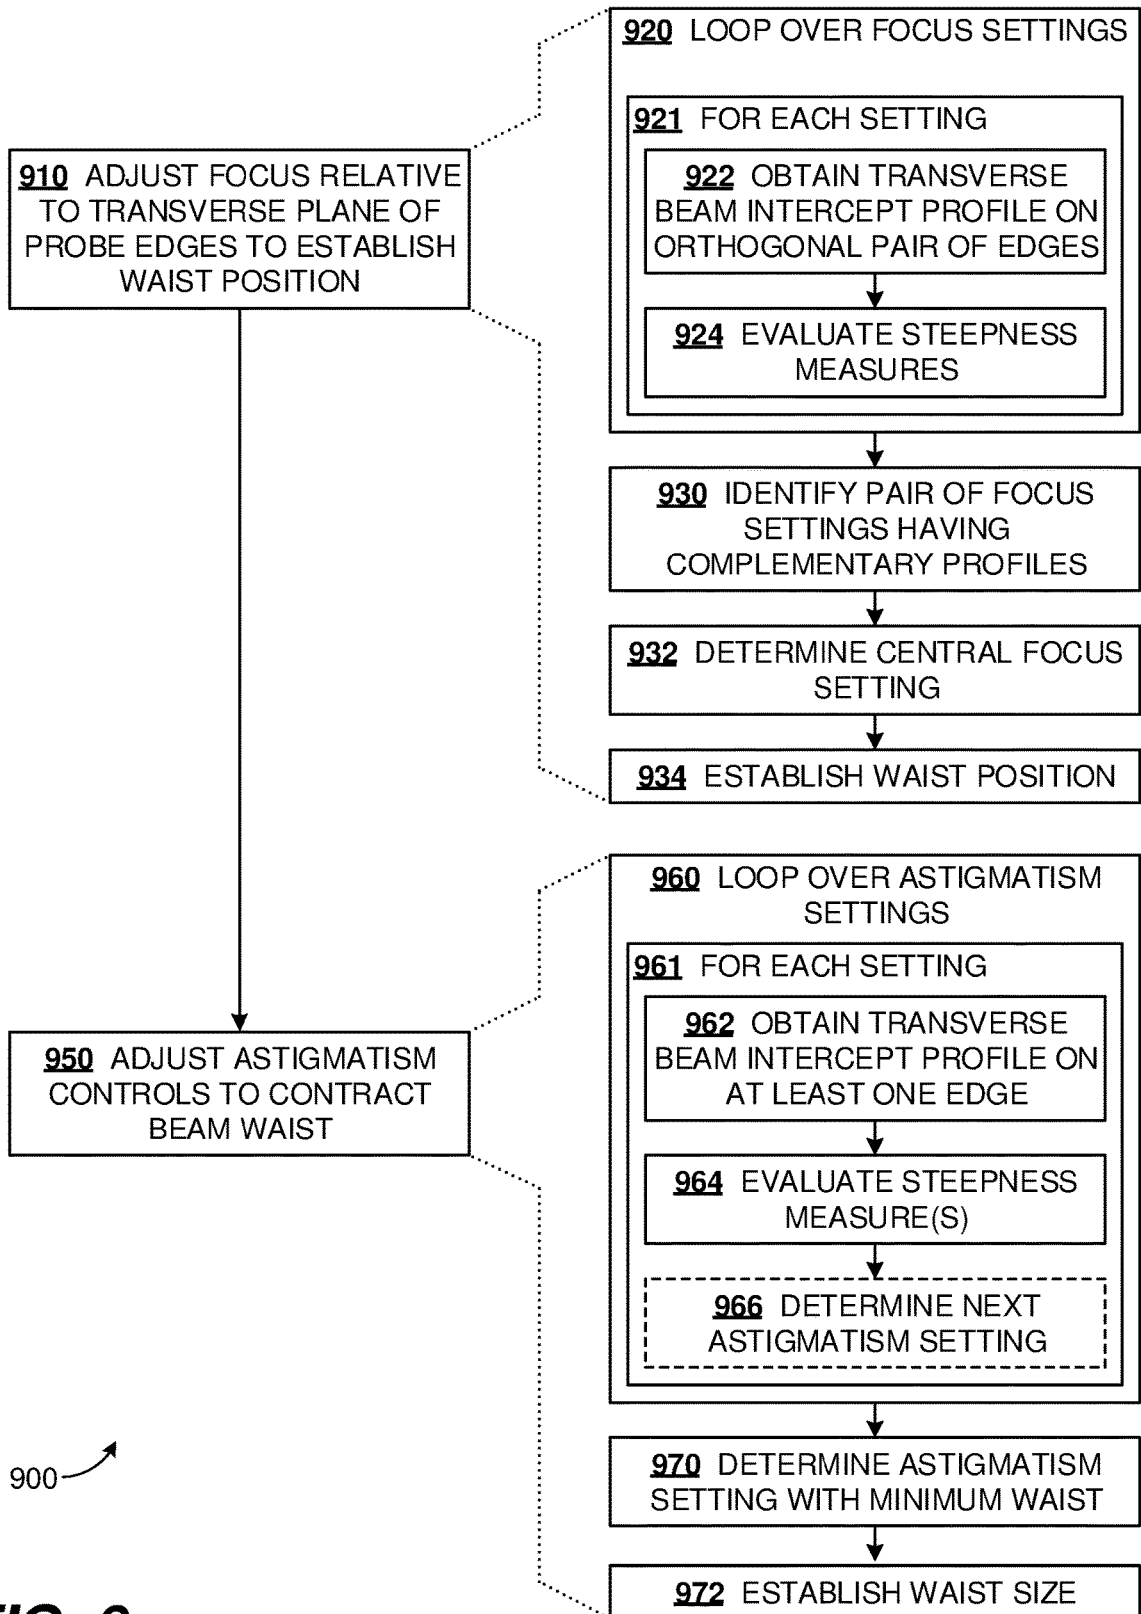 920 LOOP OVER FOCUS SETTINGS
921 FOR EACH SETTING
922 OBTAIN TRANSVERSE
BEAM INTERCEPT PROFILE ON
ORTHOGONAL PAIR OF EDGES
924 EVALUATE STEEPNESS
MEASURES
910 ADJUST FOCUS RELATIVE
TO TRANSVERSE PLANE OF
PROBE EDGES TO ESTABLISH
WAIST POSITION
930 IDENTIFY PAIR OF FOCUS
SETTINGS HAVING
COMPLEMENTARY PROFILES
932 DETERMINE CENTRAL FOCUS
SETTING
934 ESTABLISH WAIST POSITION
960 LOOP OVER ASTIGMATISM
SETTINGS
961 FOR EACH SETTING
962 OBTAIN TRANSVERSE
BEAM INTERCEPT PROFILE ON
AT LEAST ONE EDGE
964 EVALUATE STEEPNESS
MEASURE(S)
966 DETERMINE NEXT
ASTIGMATISM SETTING
950 ADJUST ASTIGMATISM
CONTROLS TO CONTRACT
BEAM WAIST
970 DETERMINE ASTIGMATISM
SETTING WITH MINIMUM WAIST
972 ESTABLISH WAIST SIZE
900